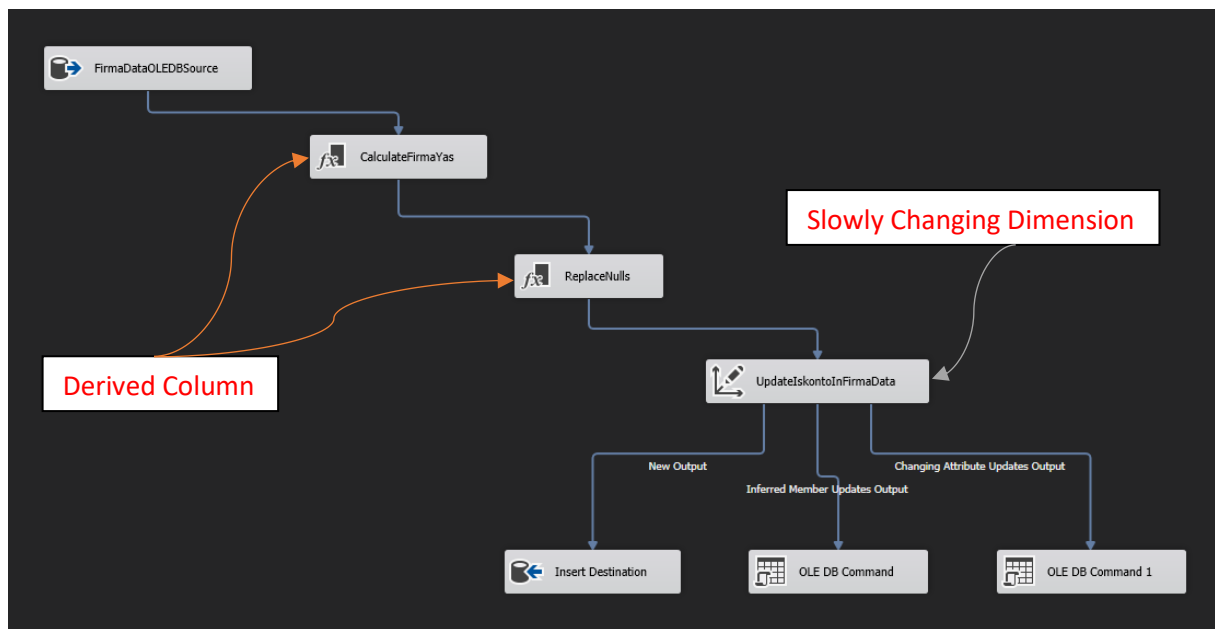 FirmaDataOLEDBSource
CalculateFirmaYas
Slowly Changing Dimension
ReplaceNulls
Derived Column
UpdateIskontoInFirmaData
New Output
Changing Attribute Updates Output
Inferred Member Updates Output
Insert Destination
OLE DB Command
OLE DB Command 1